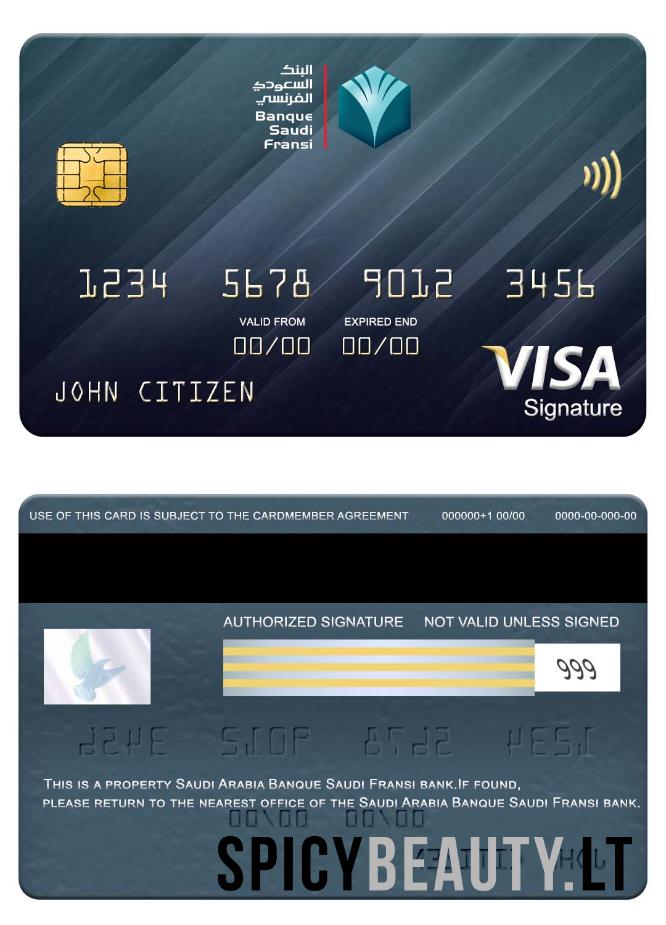 البنك
السعودي
الفرنسي
Banque
Saudi
Fransi
1234 5678 9012 3456
VALID FROM EXPIRED END
00/00 00/00
JOHN CITIZEN
VISA
Signature
USE OF THIS CARD IS SUBJECT TO THE CARDMEMBER AGREEMENT 000000+1 00/00 0000-00-000-00
AUTHORIZED SIGNATURE NOT VALID UNLESS SIGNED
999
THIS IS A PROPERTY SAUDI ARABIA BANQUE SAUDI FRANSI BANK.IF FOUND,
PLEASE RETURN TO THE NEAREST OFFICE OF THE SAUDI ARABIA BANQUE SAUDI FRANSI BANK.
SPICYBEAUTY.LT